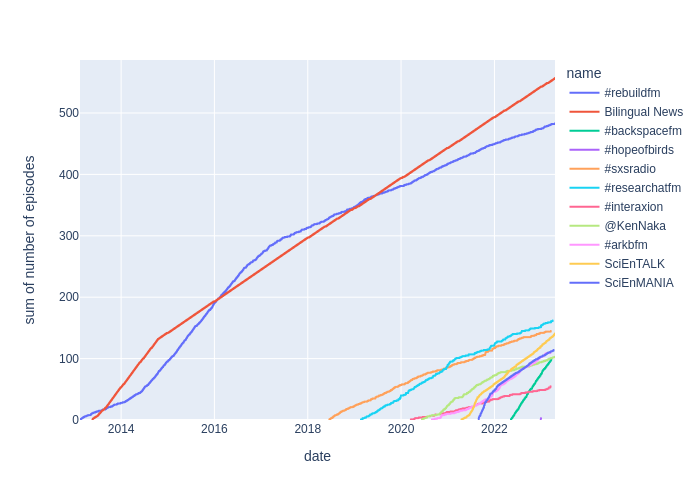 name
#rebuildfm
Bilingual News
#backspacefm
#hopeofbirds
#sxsradio
#researchatfm
#interaxion
@KenNaka
#arkbfm
SciEnTALK
SciEnMANIA
sum of number of episodes
500
400
300
200
100
0
2014 2016 2018 2020 2022
date